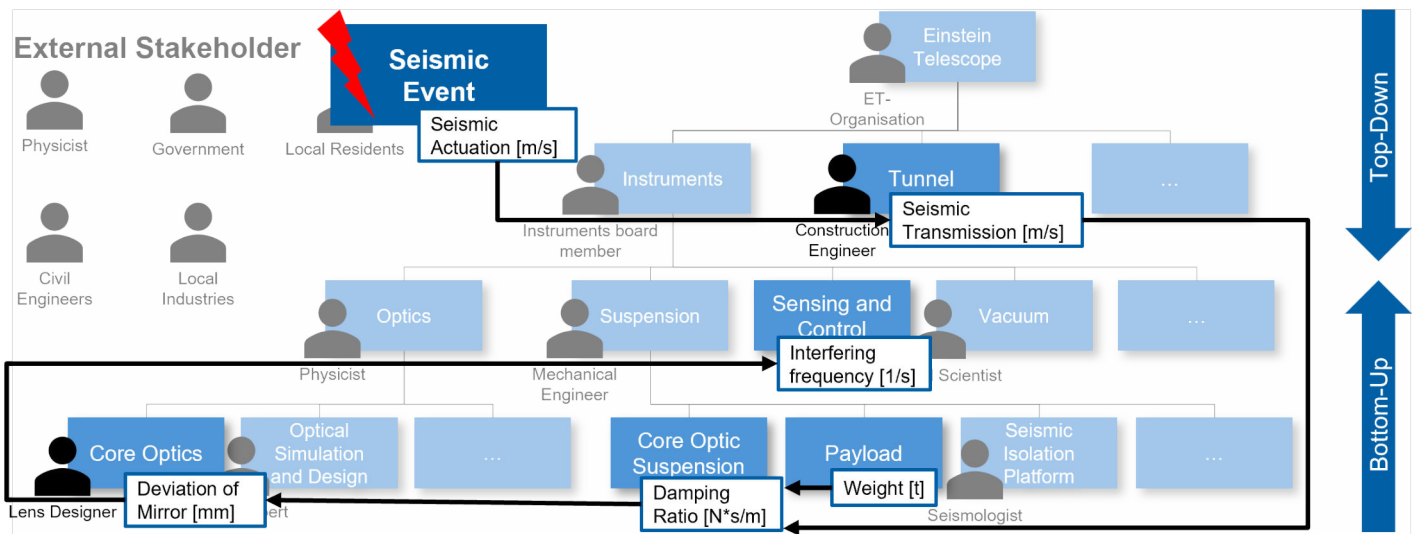 External Stakeholder
Physicist
Government
Local Residents
Civil
Engineers
Local
Industries
Seismic
Event
Seismic
Actuation [m/s]
Einstein
Telescope
ET-
Organisation
Instruments
Instruments board
member
Tunnel
Seismic
Transmission [m/s]
Construction
Engineer
...
Optics
Physicist
Suspension
Mechanical
Engineer
Sensing and
Control
Interfering
frequency [1/s]
Vacuum
Scientist
...
Core Optics
Lens Designer
Deviation of
Mirror [mm]
Optical
Simulation
and Design
...
Core Optic
Suspension
Damping
Ratio [N*s/m]
Payload
Weight [t]
Seismic
Isolation
Platform
Seismologist
...
Top-Down
Bottom-Up